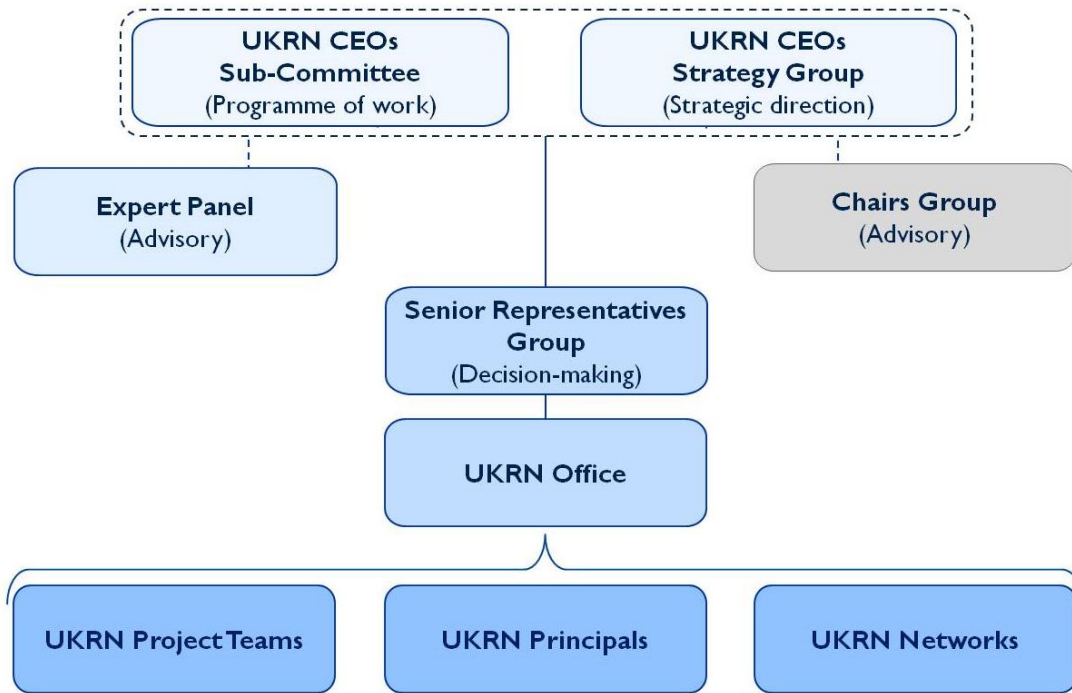 UKRN CEOs
Sub-Committee
(Programme of work)
UKRN CEOs
Strategy Group
(Strategic direction)
Expert Panel
(Advisory)
Chairs Group
(Advisory)
Senior Representatives
Group
(Decision-making)
UKRN Office
UKRN Project Teams
UKRN Principals
UKRN Networks